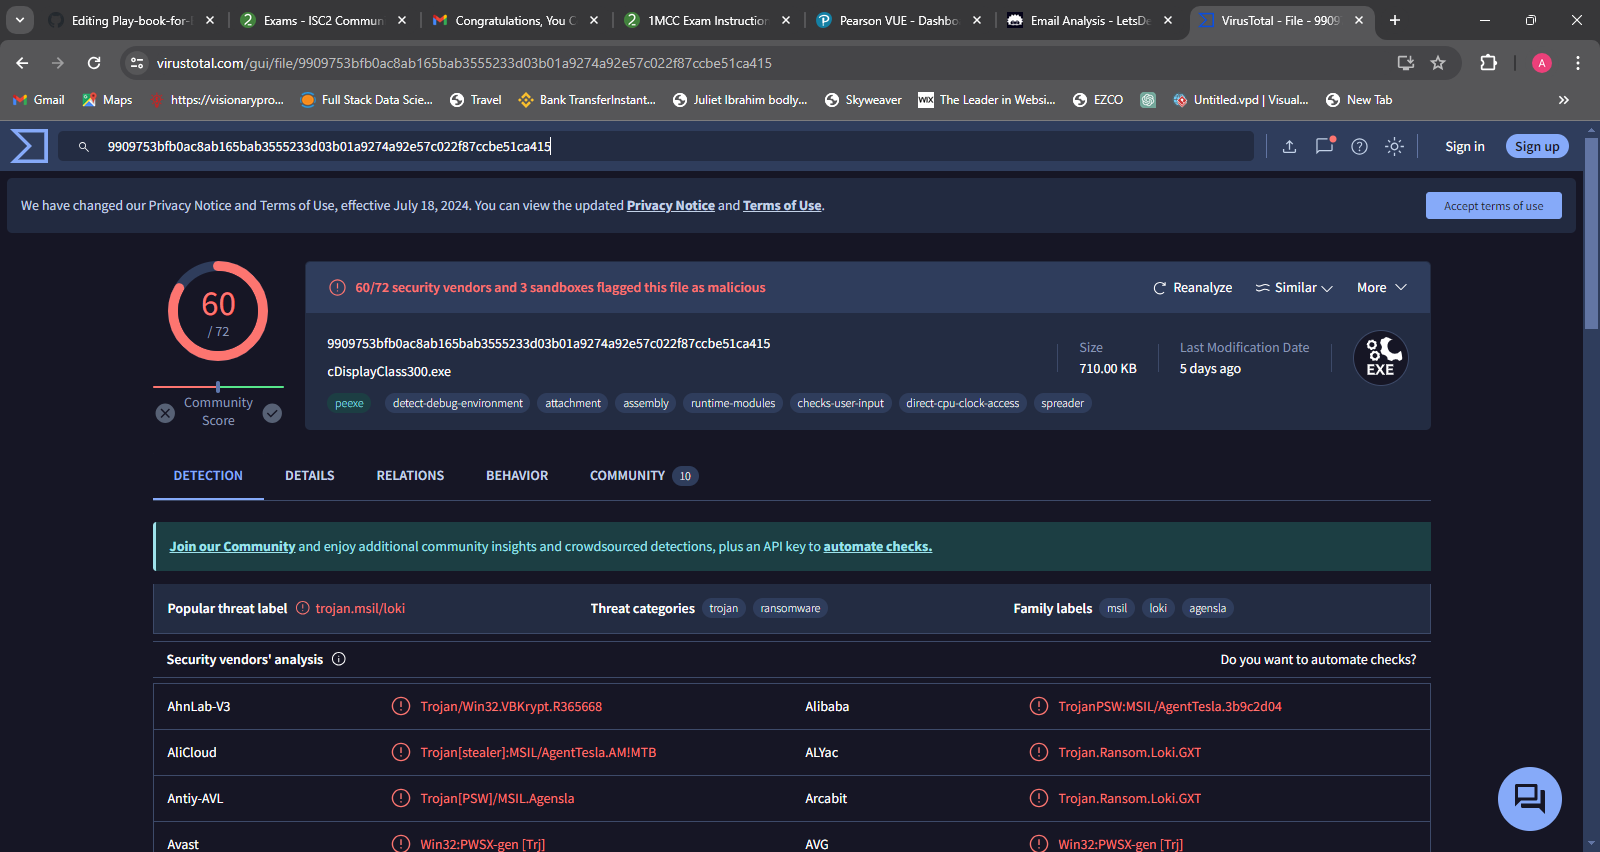 Editing Play-book-for-
Exams - ISC2 Commun
Congratulations, You C
1MCC Exam Instruction
Pearson VUE - Dashbo
Email Analysis - LetsDe
VirusTotal - File - 9909
virustotal.com/gui/file/9909753bfb0ac8ab165bab3555233d03b01a9274a92e57c022f87ccbe51ca415
A
Gmail
Maps
https://visionarypro...
Full Stack Data Scie...
Travel
Bank TransferInstant...
Juliet Ibrahim bodly...
Skyweaver
WIX
The Leader in Websi...
EZCO
Untitled.vpd | Visual...
New Tab
9909753bfb0ac8ab165bab3555233d03b01a9274a92e57c022f87ccbe51ca415
Sign in
Sign up
We have changed our Privacy Notice and Terms of Use, effective July 18, 2024. You can view the updated Privacy Notice and Terms of Use.
Accept terms of use
60
/ 72
Community
Score
60/72 security vendors and 3 sandboxes flagged this file as malicious
Reanalyze
Similar
More
9909753bfb0ac8ab165bab3555233d03b01a9274a92e57c022f87ccbe51ca415
cDisplayClass300.exe
Size
710.00 KB
Last Modification Date
5 days ago
EXE
peexe
detect-debug-environment
attachment
assembly
runtime-modules
checks-user-input
direct-cpu-clock-access
spreader
DETECTION
DETAILS
RELATIONS
BEHAVIOR
COMMUNITY 10
Join our Community and enjoy additional community insights and crowdsourced detections, plus an API key to automate checks.
Popular threat label trojan.msil/loki
Threat categories trojan ransomware
Family labels msil loki agensla
Security vendors' analysis
Do you want to automate checks?
AhnLab-V3 Trojan/Win32.VBKrypt.R365668
Alibaba TrojanPSW:MSIL/AgentTesla.3b9c2d04
AliCloud Trojan[stealer]:MSIL/AgentTesla.AM!MTB
ALYac Trojan.Ransom.Loki.GXT
Antiy-AVL Trojan[PSW]/MSIL.Agensla
Arcabit Trojan.Ransom.Loki.GXT
Avast Win32:PWSX-gen [Trj]
AVG Win32:PWSX-gen [Trj]